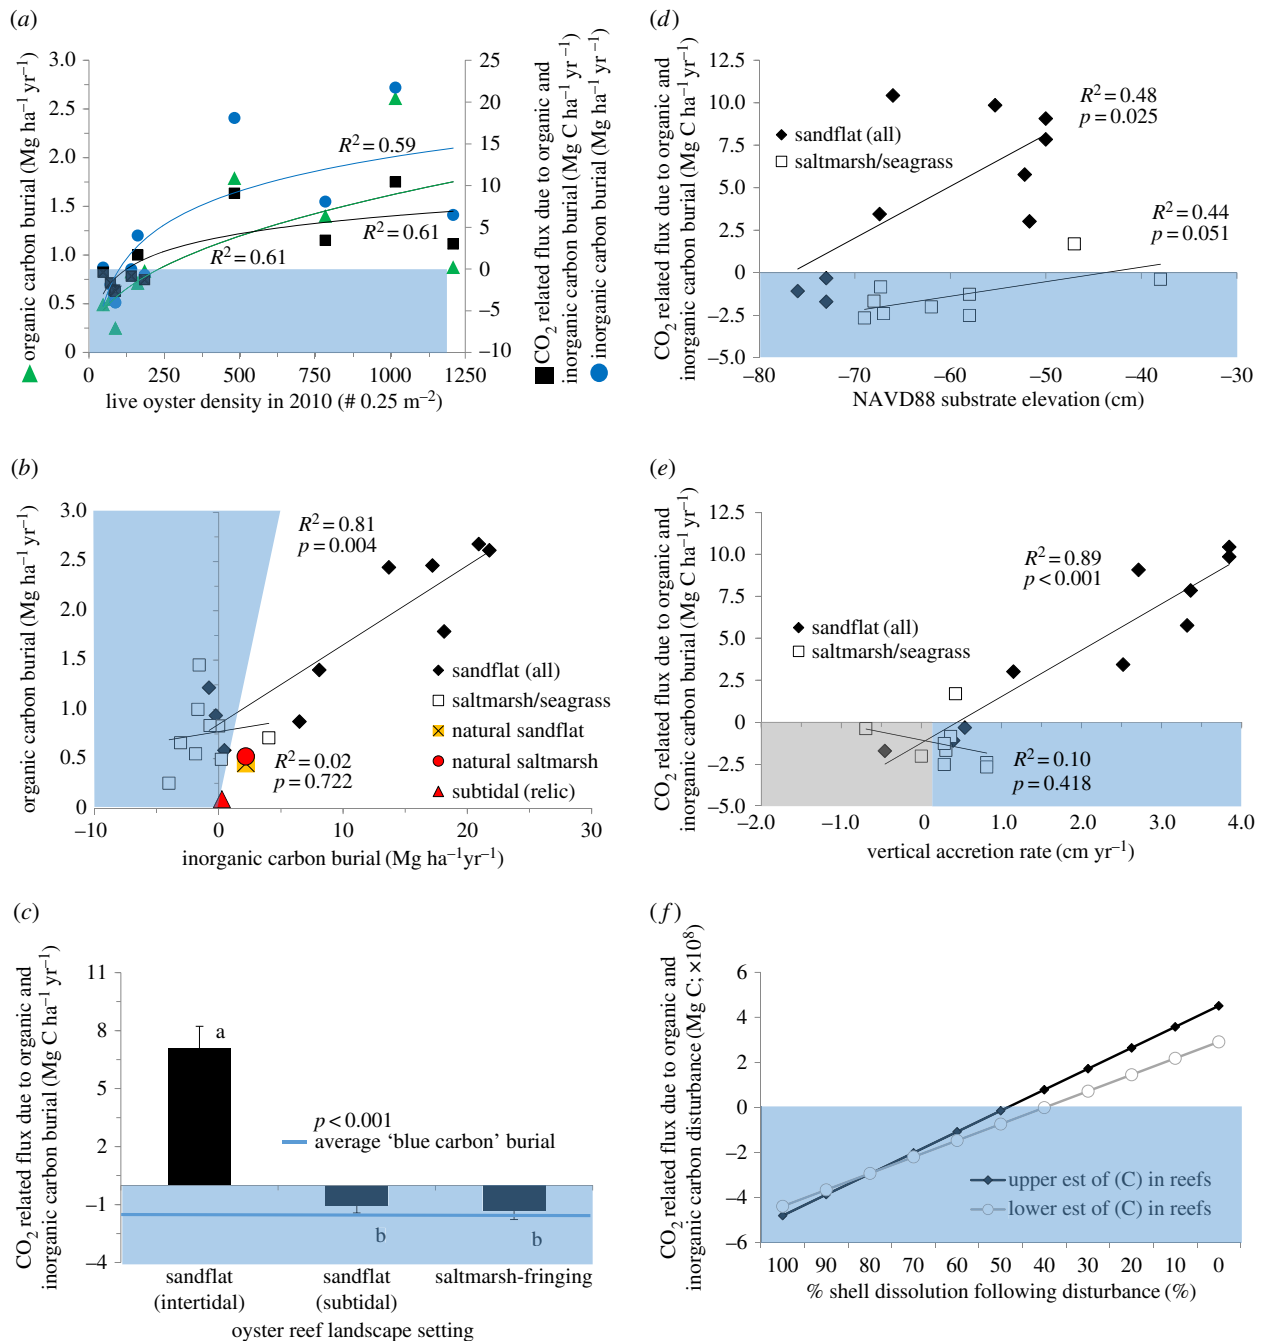 (a)
organic carbon burial (Mg ha⁻¹ yr⁻¹)
3.0
2.5
2.0
1.5
1.0
0.5
0
25
20
15
10
5
0
−5
−10
R² = 0.59
R² = 0.61
R² = 0.61
0
250
500
750
1000
1250
live oyster density in 2010 (# 0.25 m⁻²)
CO₂ related flux due to organic and
inorganic carbon burial (Mg C ha⁻¹ yr⁻¹)
inorganic carbon burial (Mg ha⁻¹ yr⁻¹)
(d)
CO₂ related flux due to organic and
inorganic carbon burial (Mg C ha⁻¹ yr⁻¹)
12.5
10.0
7.5
5.0
2.5
0
−2.5
−5.0
sandflat (all)
saltmarsh/seagrass
R² = 0.48
p = 0.025
R² = 0.44
p = 0.051
−80
−70
−60
−50
−40
−30
NAVD88 substrate elevation (cm)
(b)
organic carbon burial (Mg ha⁻¹ yr⁻¹)
3.0
2.5
2.0
1.5
1.0
0.5
0
R² = 0.81
p = 0.004
sandflat (all)
saltmarsh/seagrass
natural sandflat
natural saltmarsh
subtidal (relic)
R² = 0.02
p = 0.722
−10
0
10
20
30
inorganic carbon burial (Mg ha⁻¹yr⁻¹)
(e)
CO₂ related flux due to organic and
inorganic carbon burial (Mg C ha⁻¹ yr⁻¹)
12.5
10.0
7.5
5.0
2.5
0
−2.5
−5.0
R² = 0.89
p < 0.001
sandflat (all)
saltmarsh/seagrass
R² = 0.10
p = 0.418
−2.0
−1.0
0
1.0
2.0
3.0
4.0
vertical accretion rate (cm yr⁻¹)
(c)
CO₂ related flux due to organic and
inorganic carbon burial (Mg C ha⁻¹ yr⁻¹)
11
8
5
2
−1
−4
a
p < 0.001
average ‘blue carbon’ burial
b
b
sandflat
(intertidal)
sandflat
(subtidal)
saltmarsh-fringing
oyster reef landscape setting
(f)
CO₂ related flux due to organic and
inorganic carbon disturbance (Mg C; ×10⁸)
6
4
2
0
−2
−4
−6
upper est of (C) in reefs
lower est of (C) in reefs
100
90
80
70
60
50
40
30
20
10
0
% shell dissolution following disturbance (%)